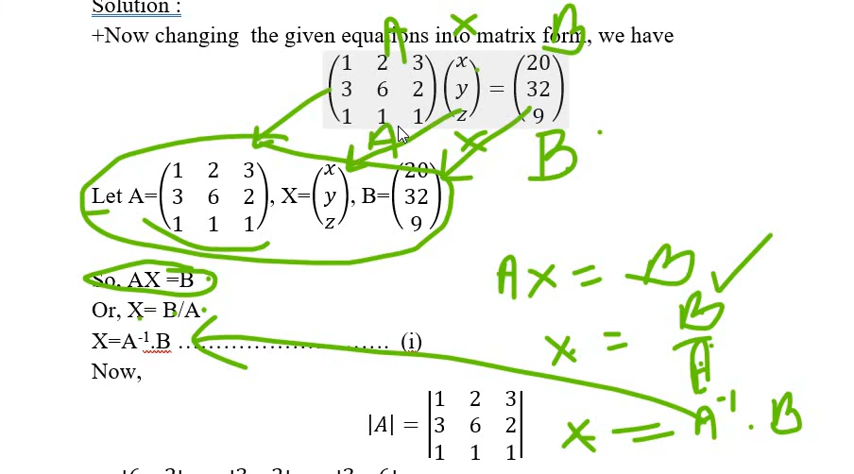 Solution :
+Now changing the given equations into matrix form, we have
A x B
(1 2 3) (x) (20)
(3 6 2) (y) = (32)
(1 1 1) (z) (9)
A x B
Let A=(1 2 3; 3 6 2; 1 1 1), X=(x; y; z), B=(20; 32; 9)
So, AX =B
AX = B ✓
Or, X= B/A
x = B/A
X=A⁻¹.B ........................................ (i)
x = A⁻¹ . B
Now,
|A| = |1 2 3|
|3 6 2|
|1 1 1|